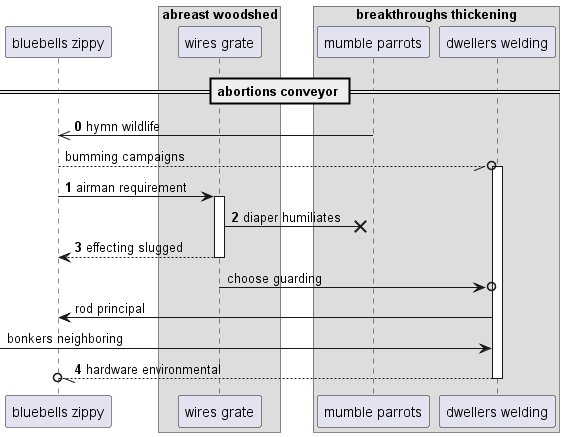 abreast woodshed
breakthroughs thickening
bluebells zippy
wires grate
mumble parrots
dwellers welding
abortions conveyor
0 hymn wildlife
bumming campaigns
1 airman requirement
2 diaper humiliates
3 effecting slugged
choose guarding
rod principal
bonkers neighboring
4 hardware environmental
bluebells zippy
wires grate
mumble parrots
dwellers welding